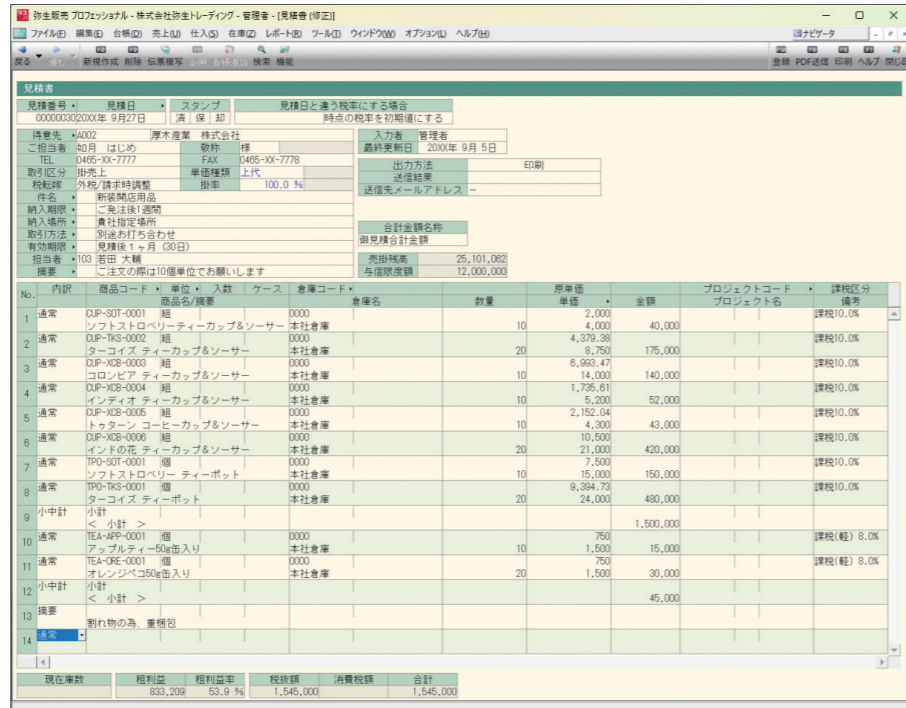 弥生販売 プロフェッショナル - 株式会社弥生トレーディング - 管理者 - [見積書 (修正)]
ファイル(F) 編集(E) 台帳(D) 売上(U) 仕入(S) 在庫(Z) レポート(R) ツール(T) ウィンドウ(W) オプション(L) ヘルプ(H) ナビゲータ
戻る 新規作成 削除 伝票複写 検索 機能 登録 PDF送信 印刷 ヘルプ 閉じる
見積書
見積番号 見積日 スタンプ 見積日と違う税率にする場合
00000030 20XX年 9月27日 済 保 却 時点の税率を初期値にする
得意先 A002 厚木産業 株式会社 入力者 管理者
ご担当者 如月 はじめ 敬称 様 最終更新日 20XX年 9月 5日
TEL 0465-XX-7777 FAX 0465-XX-7778 出力方法 印刷
取引区分 掛売上 単価種類 上代 送信結果
税転嫁 外税/請求時調整 掛率 100.0 % 送信先メールアドレス -
件名 新装開店用品
納入期限 ご発注後1週間
納入場所 貴社指定場所 合計金額名称
取引方法 別途お打ち合わせ 御見積合計金額
有効期限 見積後1ヶ月 (30日)
担当者 103 若田 大輔 売掛残高 25,101,062
摘要 ご注文の際は10個単位でお願いします 与信限度額 12,000,000
No. 内訳 商品コード 単位 入数 ケース 倉庫コード 原単価 プロジェクトコード 課税区分
商品名/摘要 倉庫名 数量 単価 金額 プロジェクト名 備考
1 通常 CUP-SOT-0001 組 0000 2,000 課税10.0%
ソフトストロベリーティーカップ&ソーサー 本社倉庫 10 4,000 40,000
2 通常 CUP-TKS-0002 組 0000 4,379.38 課税10.0%
ターコイズ ティーカップ&ソーサー 本社倉庫 20 8,750 175,000
3 通常 CUP-XCB-0003 組 0000 6,993.47 課税10.0%
コロンビア ティーカップ&ソーサー 本社倉庫 10 14,000 140,000
4 通常 CUP-XCB-0004 組 0000 1,735.61 課税10.0%
インディオ ティーカップ&ソーサー 本社倉庫 10 5,200 52,000
5 通常 CUP-XCB-0005 組 0000 2,152.04 課税10.0%
トゥターン コーヒーカップ&ソーサー 本社倉庫 10 4,300 43,000
6 通常 CUP-XCB-0006 組 0000 10,500 課税10.0%
インドの花 ティーカップ&ソーサー 本社倉庫 20 21,000 420,000
7 通常 TPO-SOT-0001 個 0000 7,500 課税10.0%
ソフトストロベリー ティーポット 本社倉庫 10 15,000 150,000
8 通常 TPO-TKS-0001 個 0000 9,394.73 課税10.0%
ターコイズ ティーポット 本社倉庫 20 24,000 480,000
9 小中計 小計
< 小計 > 1,500,000
10 通常 TEA-APP-0001 個 0000 750 課税(軽) 8.0%
アップルティー50g缶入り 本社倉庫 10 1,500 15,000
11 通常 TEA-ORE-0001 個 0000 750 課税(軽) 8.0%
オレンジペコ50g缶入り 本社倉庫 20 1,500 30,000
12 小中計 小計
< 小計 > 45,000
13 摘要
割れ物の為、重梱包
14 通常
現在庫数 粗利益 粗利益率 税抜額 消費税額 合計
833,209 53.9 % 1,545,000 1,545,000